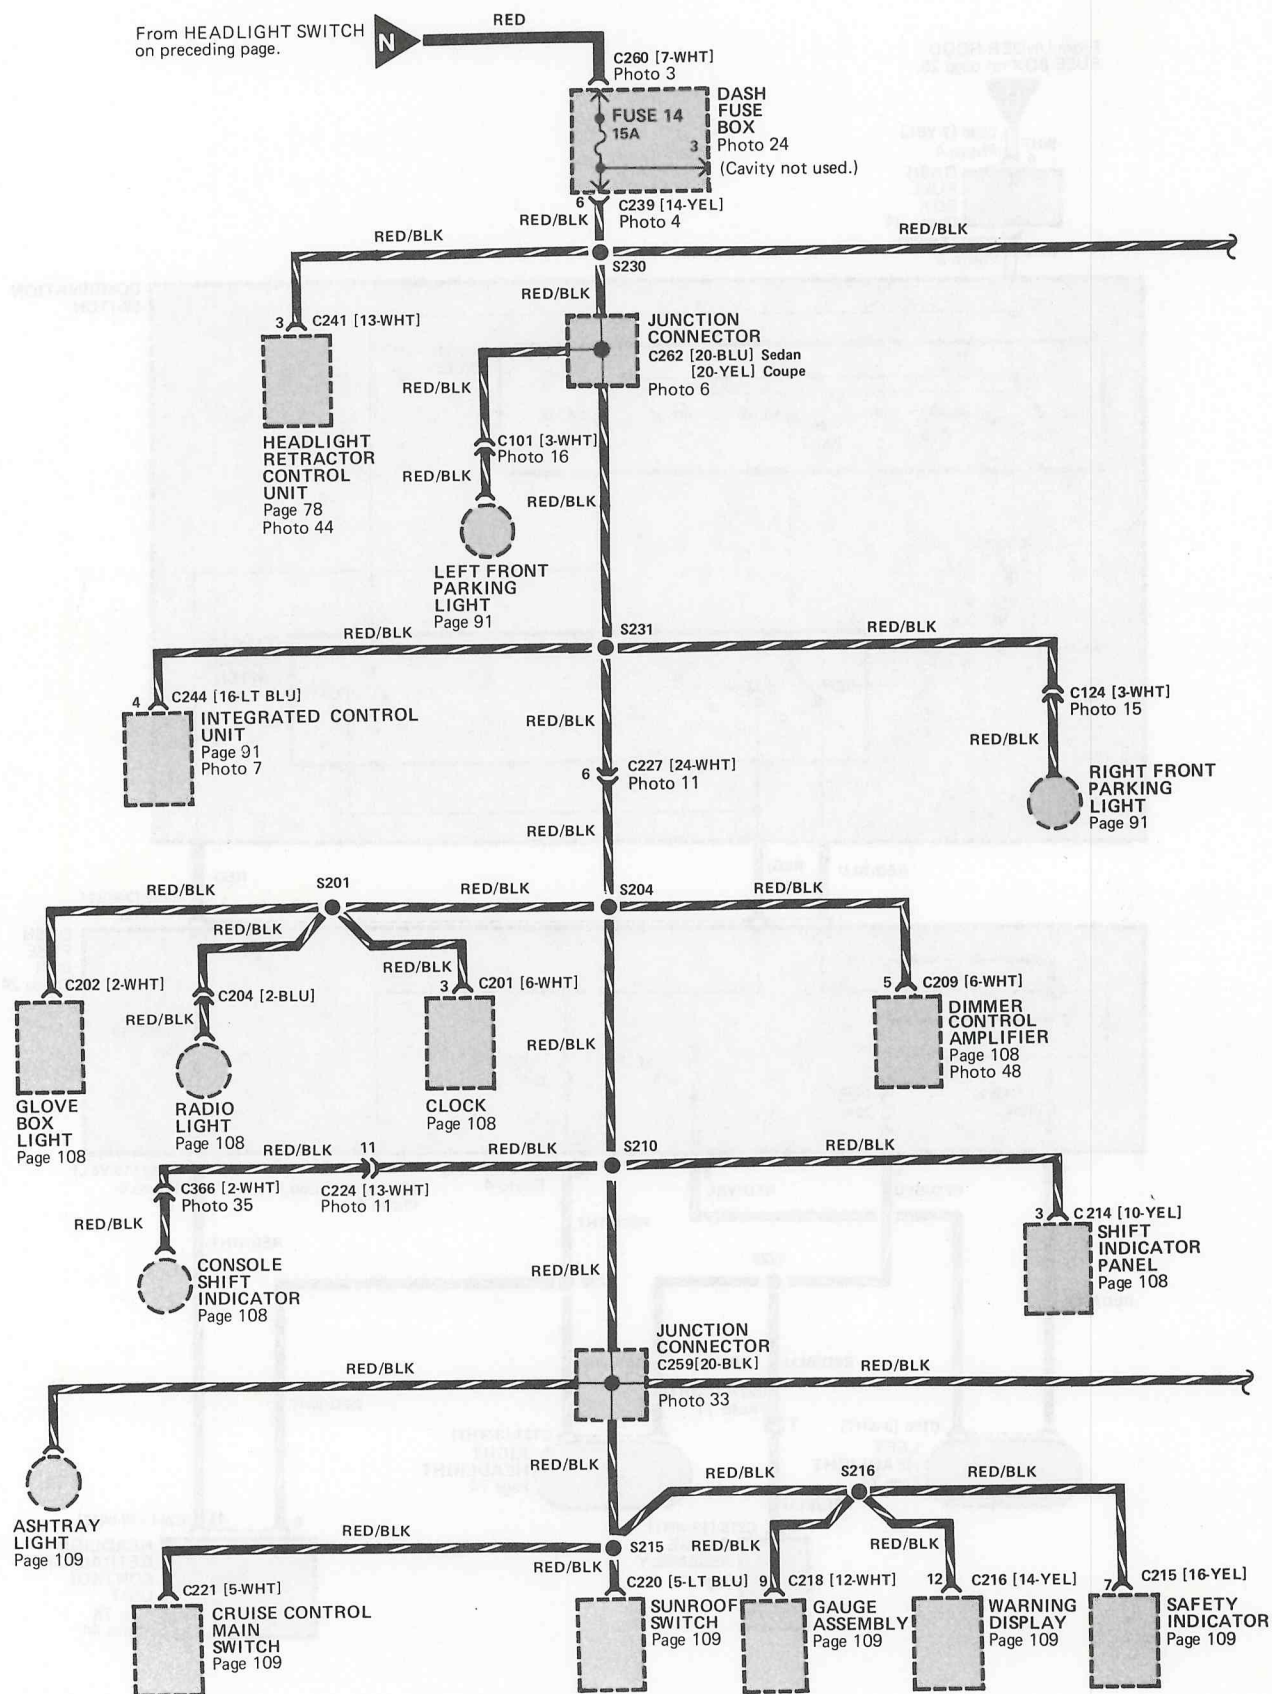 From HEADLIGHT SWITCH
on preceding page.
N
RED
C260 [7-WHT]
Photo 3
FUSE 14
15A
3
DASH
FUSE
BOX
Photo 24
(Cavity not used.)
6
C239 [14-YEL]
Photo 4
RED/BLK
RED/BLK
RED/BLK
S230
RED/BLK
3
C241 [13-WHT]
HEADLIGHT
RETRACTOR
CONTROL
UNIT
Page 78
Photo 44
JUNCTION
CONNECTOR
C262 [20-BLU] Sedan
[20-YEL] Coupe
Photo 6
RED/BLK
C101 [3-WHT]
Photo 16
RED/BLK
RED/BLK
LEFT FRONT
PARKING
LIGHT
Page 91
RED/BLK
S231
RED/BLK
4
C244 [16-LT BLU]
INTEGRATED CONTROL
UNIT
Page 91
Photo 7
RED/BLK
C124 [3-WHT]
Photo 15
RED/BLK
6
C227 [24-WHT]
Photo 11
RIGHT FRONT
PARKING
LIGHT
Page 91
RED/BLK
RED/BLK
S201
RED/BLK
S204
RED/BLK
RED/BLK
RED/BLK
C202 [2-WHT]
C204 [2-BLU]
3
C201 [6-WHT]
5
C209 [6-WHT]
RED/BLK
RED/BLK
GLOVE
BOX
LIGHT
Page 108
RADIO
LIGHT
Page 108
CLOCK
Page 108
DIMMER
CONTROL
AMPLIFIER
Page 108
Photo 48
RED/BLK
11
RED/BLK
S210
RED/BLK
C366 [2-WHT]
Photo 35
C224 [13-WHT]
Photo 11
RED/BLK
3
C214 [10-YEL]
CONSOLE
SHIFT
INDICATOR
Page 108
RED/BLK
SHIFT
INDICATOR
PANEL
Page 108
JUNCTION
CONNECTOR
C259[20-BLK]
Photo 33
RED/BLK
RED/BLK
RED/BLK
ASHTRAY
LIGHT
Page 109
RED/BLK
S216
RED/BLK
RED/BLK
S215
RED/BLK
RED/BLK
RED/BLK
C221 [5-WHT]
CRUISE CONTROL
MAIN
SWITCH
Page 109
C220 [5-LT BLU]
SUNROOF
SWITCH
Page 109
9
C218 [12-WHT]
GAUGE
ASSEMBLY
Page 109
12
C216 [14-YEL]
WARNING
DISPLAY
Page 109
7
C215 [16-YEL]
SAFETY
INDICATOR
Page 109